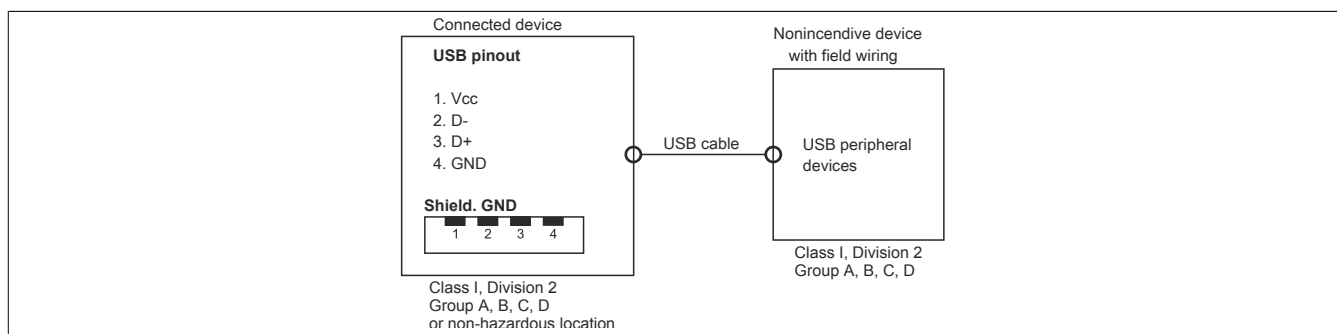 Connected device
USB pinout
1. Vcc
2. D-
3. D+
4. GND
Shield. GND
1 2 3 4
Class I, Division 2
Group A, B, C, D
or non-hazardous location
USB cable
Nonincendive device
with field wiring
USB peripheral
devices
Class I, Division 2
Group A, B, C, D